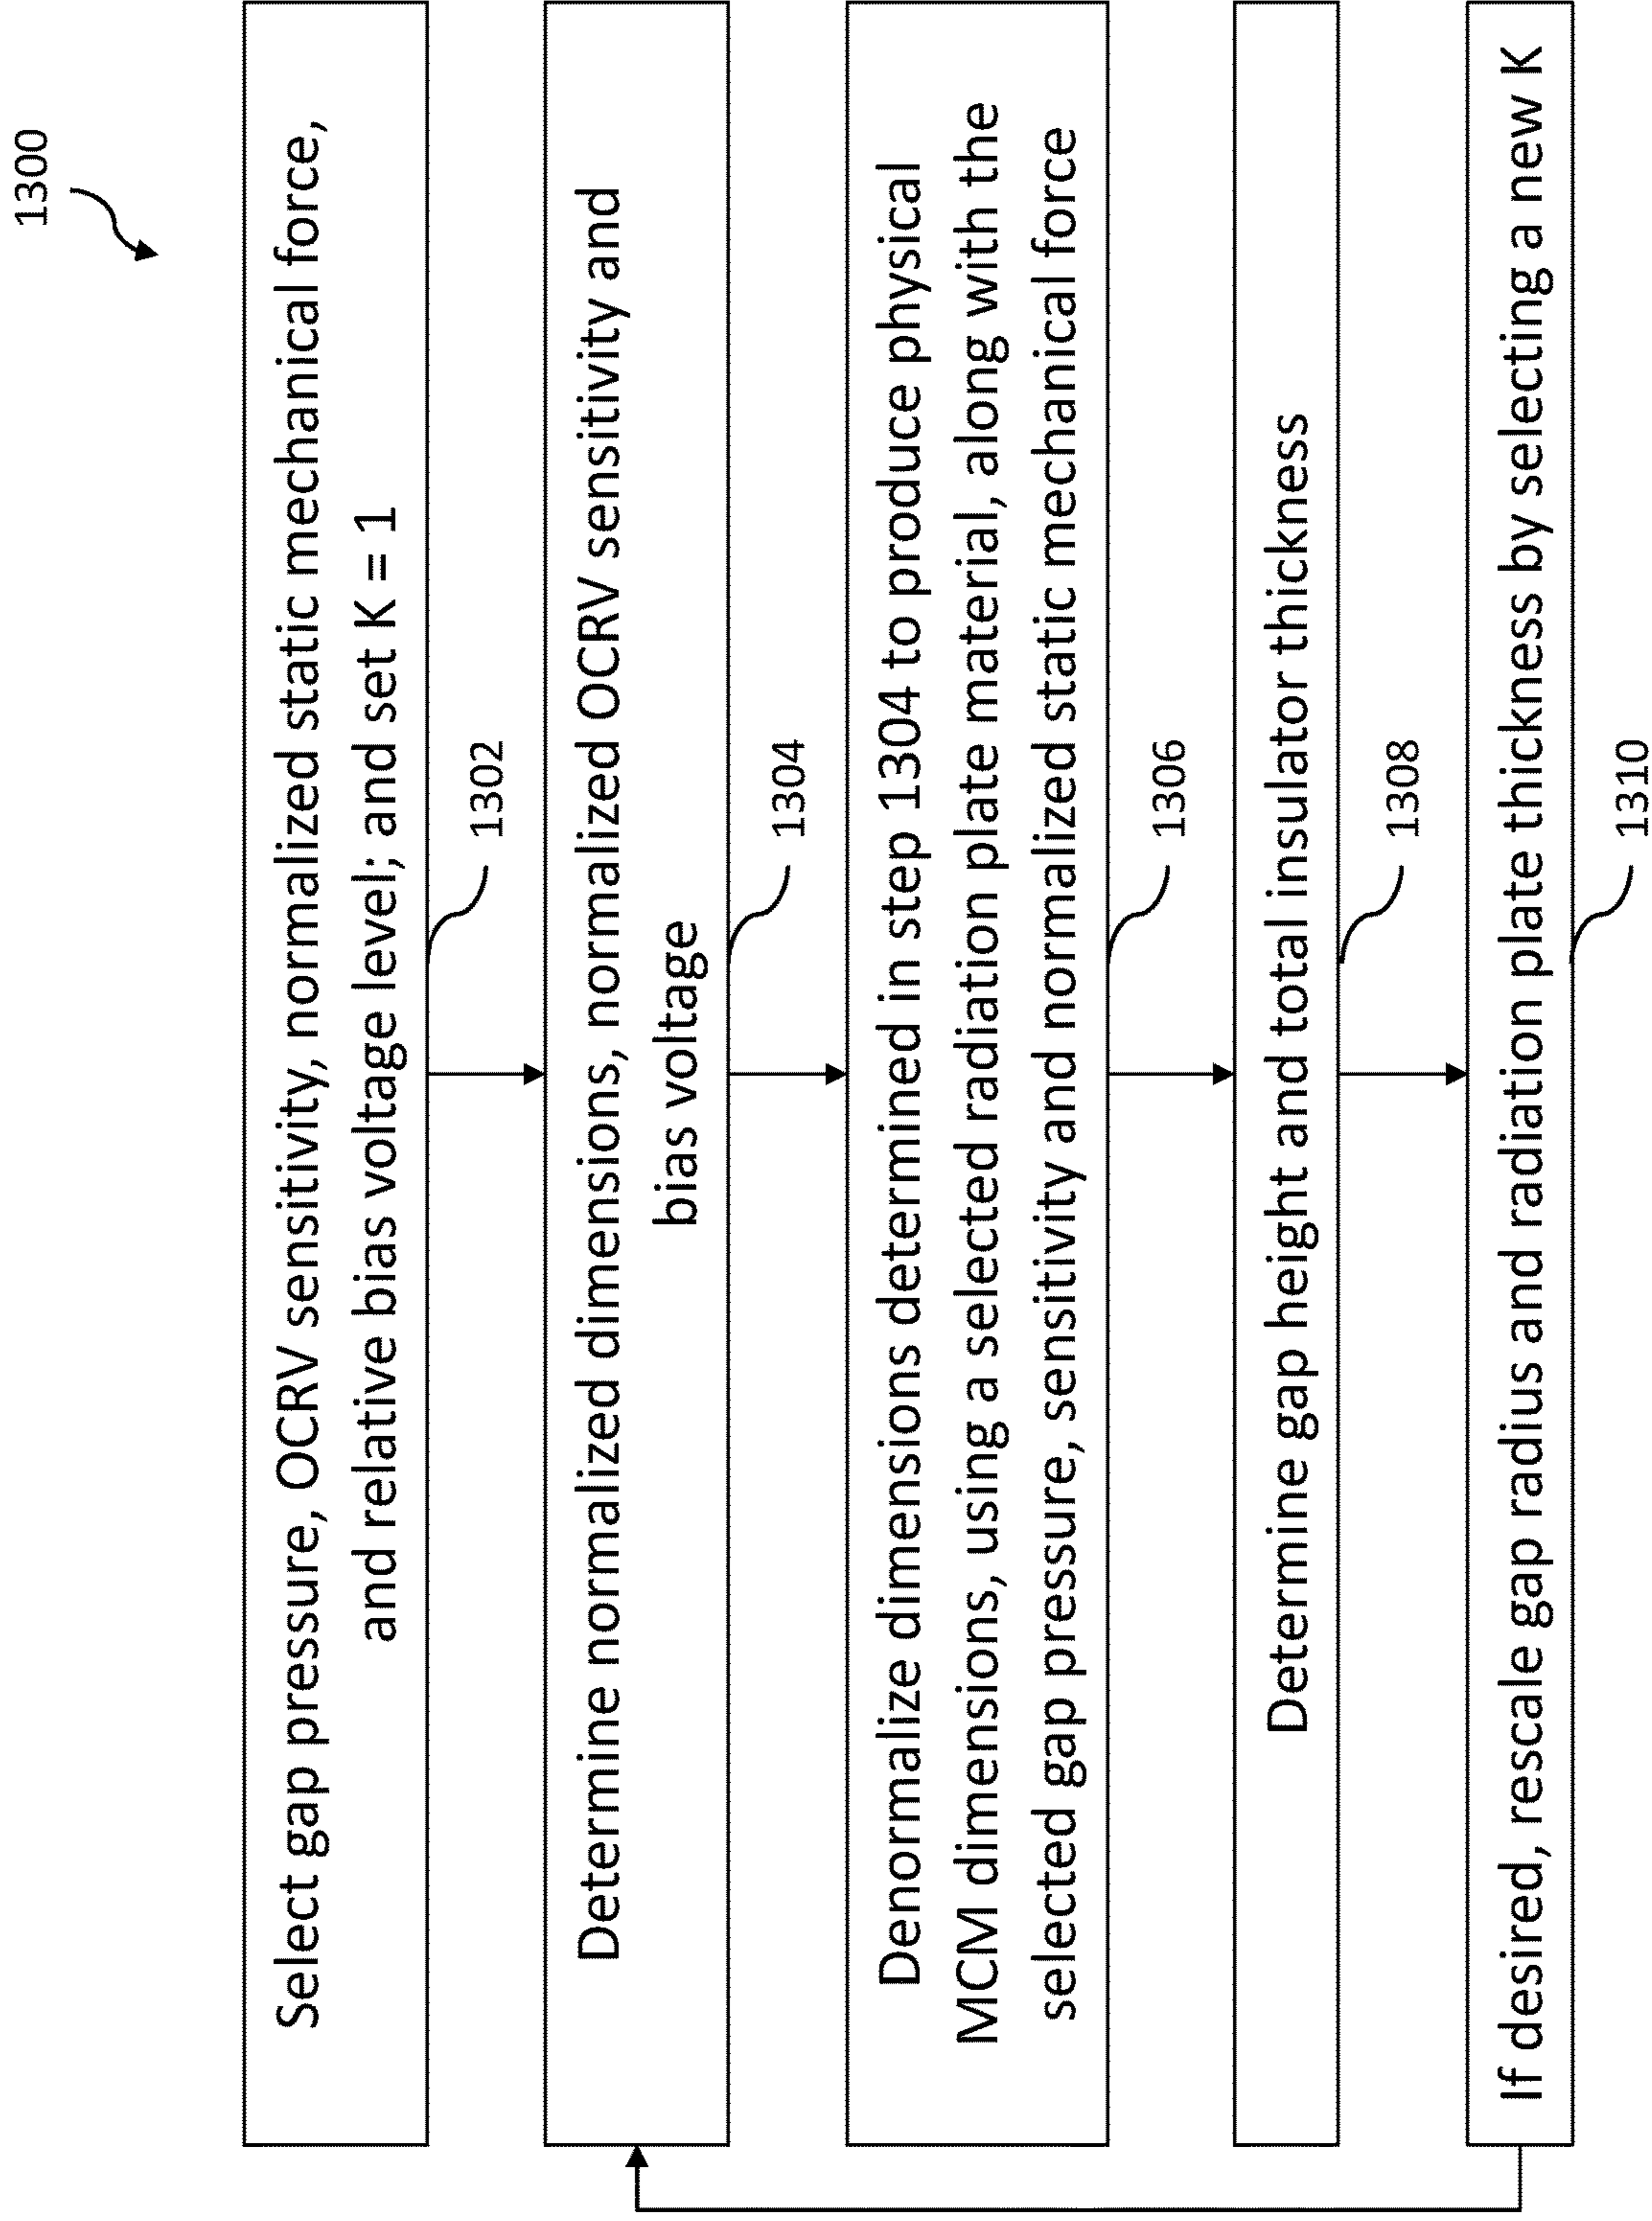 1300
Select gap pressure, OCRV sensitivity, normalized static mechanical force,
and relative bias voltage level; and set K = 1
1302
Determine normalized dimensions, normalized OCRV sensitivity and
bias voltage
1304
Denormalize dimensions determined in step 1304 to produce physical
MCM dimensions, using a selected radiation plate material, along with the
selected gap pressure, sensitivity and normalized static mechanical force
1306
Determine gap height and total insulator thickness
1308
If desired, rescale gap radius and radiation plate thickness by selecting a new K
1310